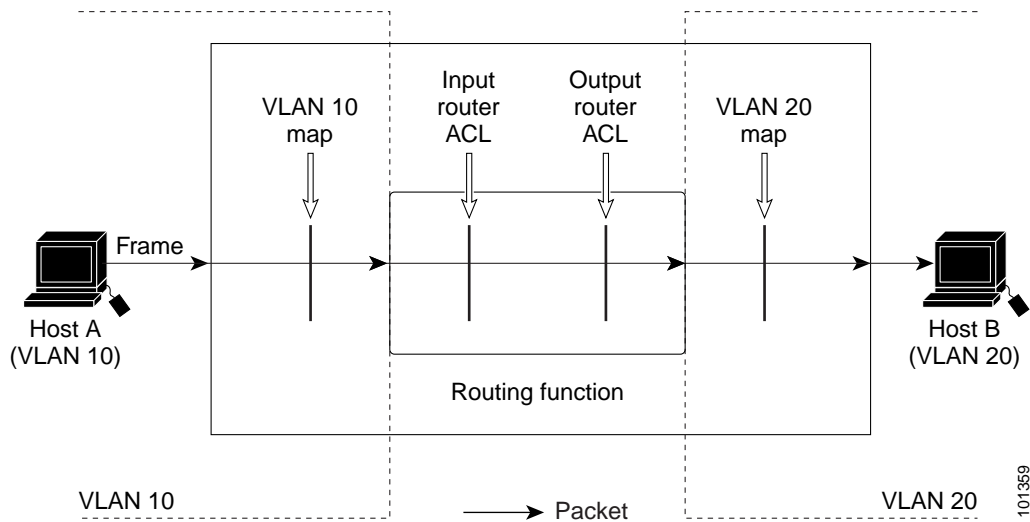 VLAN 10
map
Input
router
ACL
Output
router
ACL
VLAN 20
map
Frame
Host A
(VLAN 10)
Host B
(VLAN 20)
Routing function
VLAN 10
Packet
VLAN 20
101359